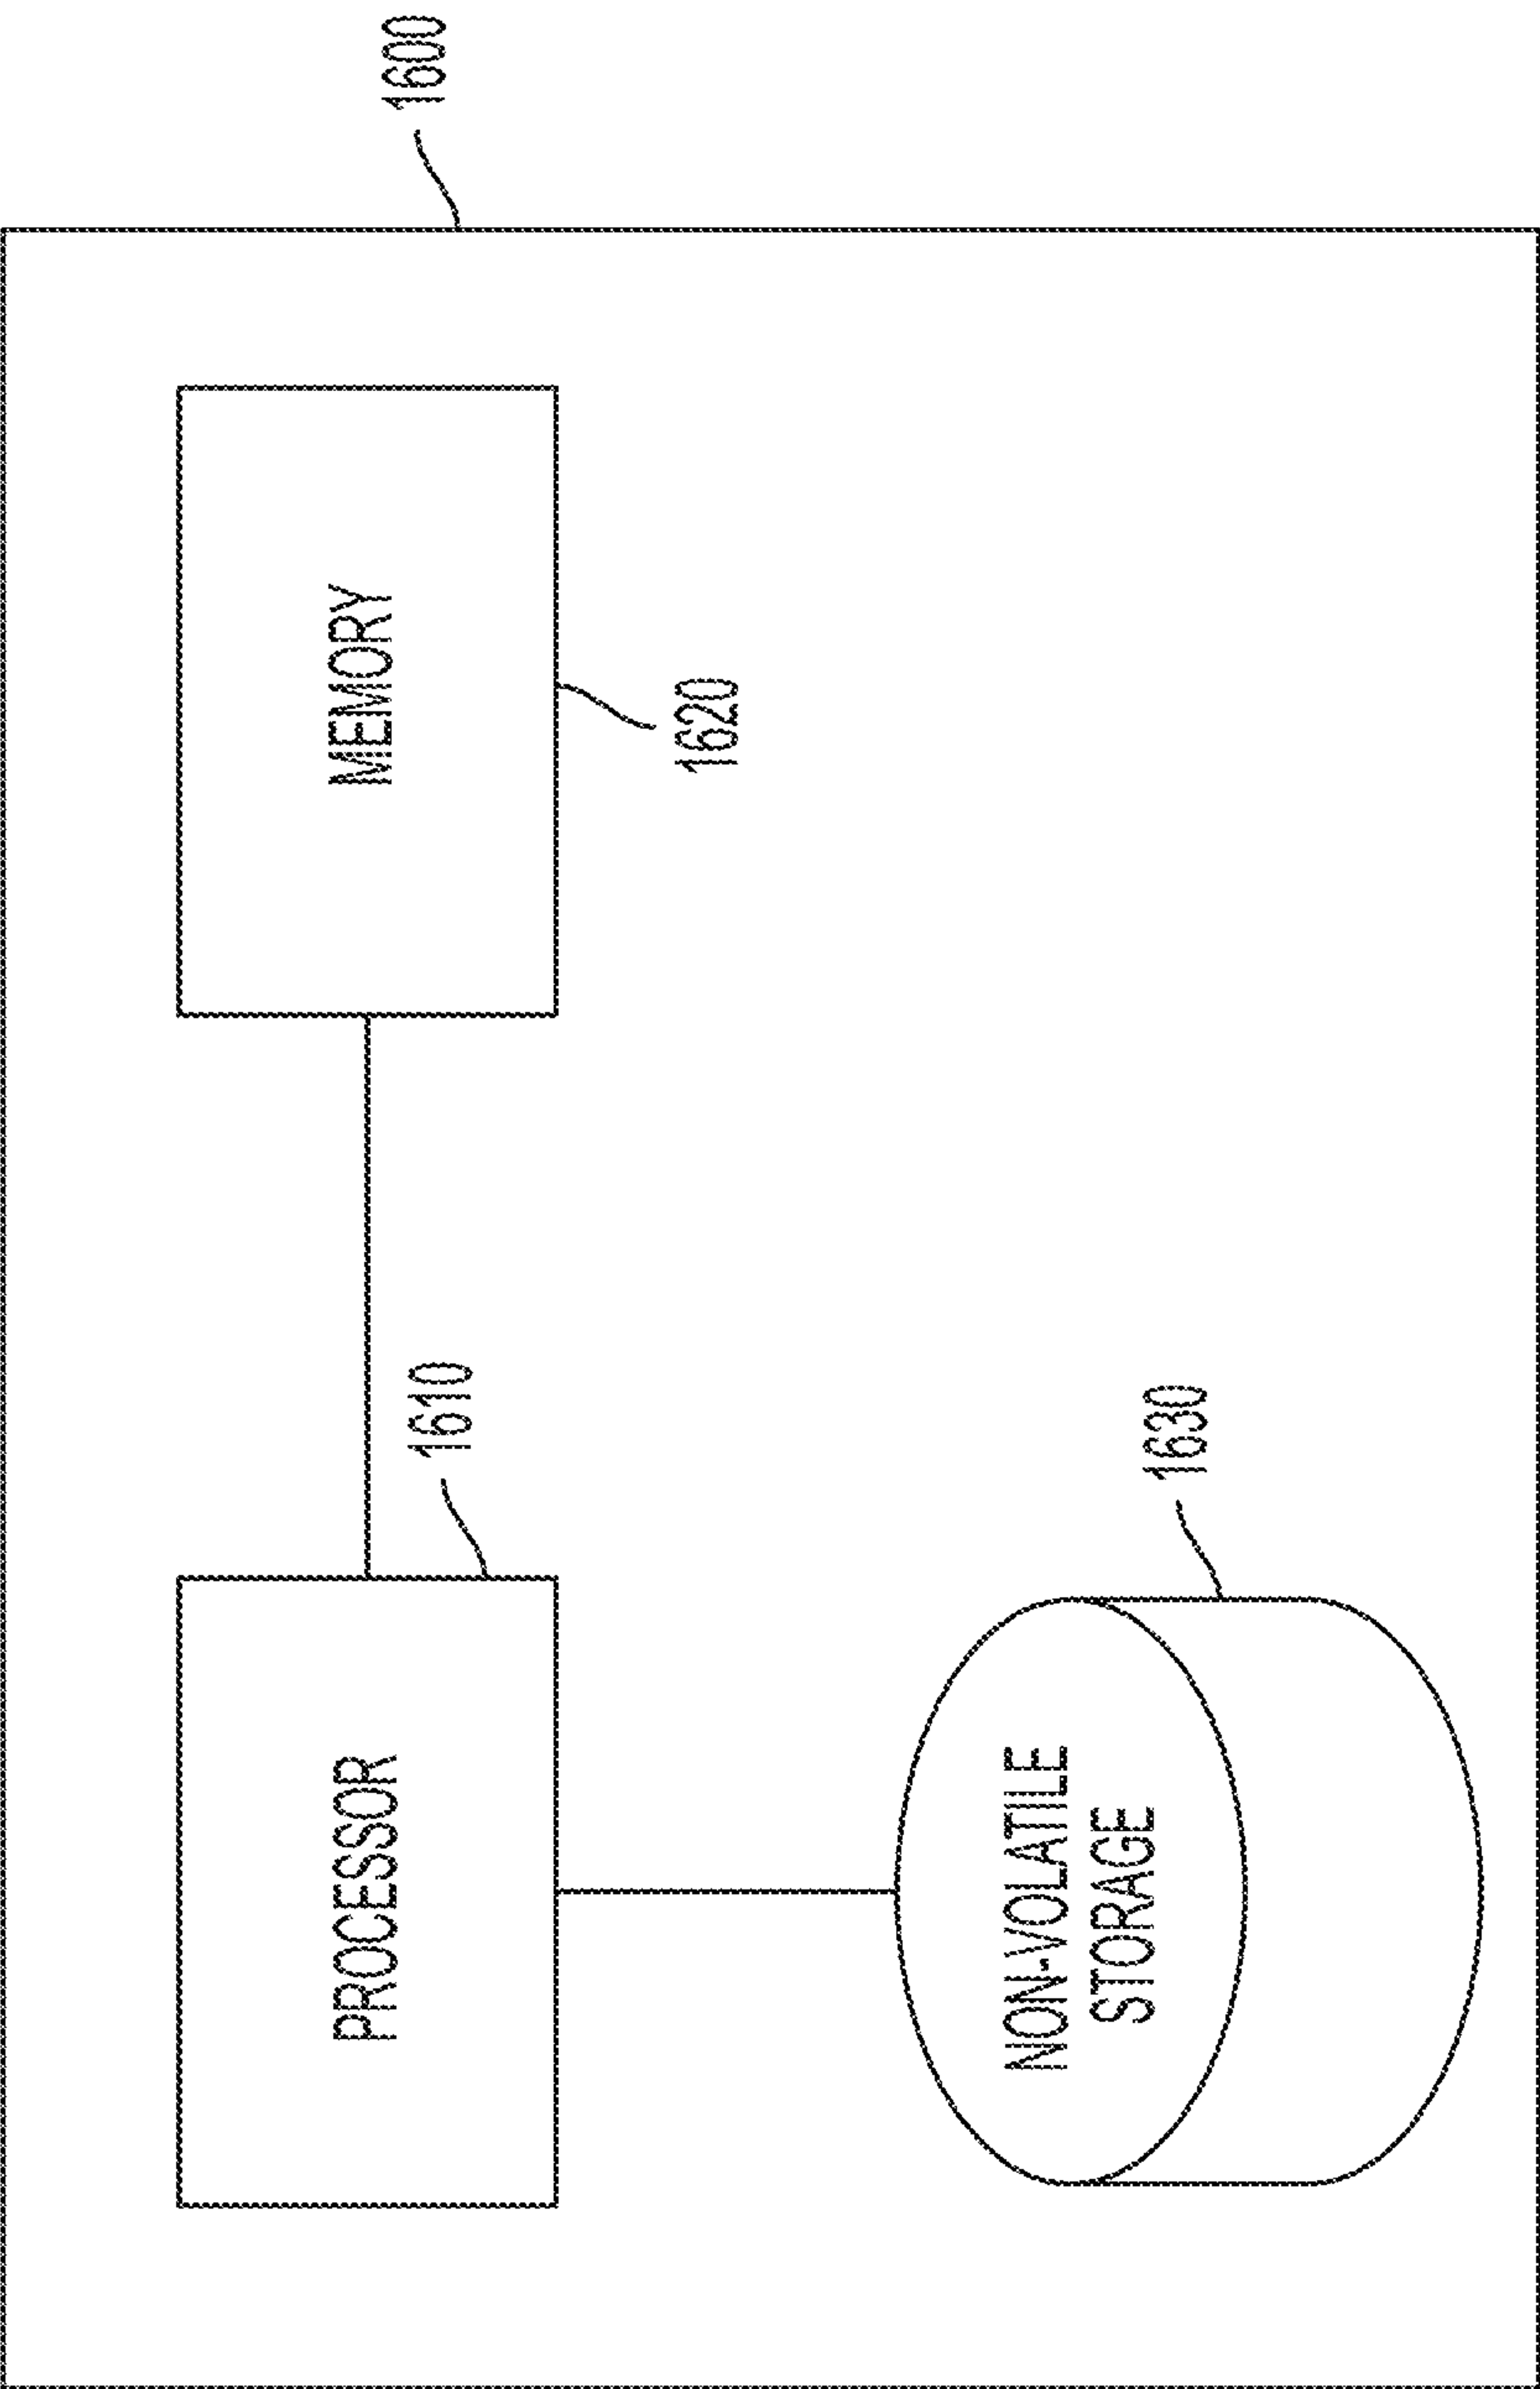 1600
PROCESSOR
1610
MEMORY
1620
NON-VOLATILE
STORAGE
1630